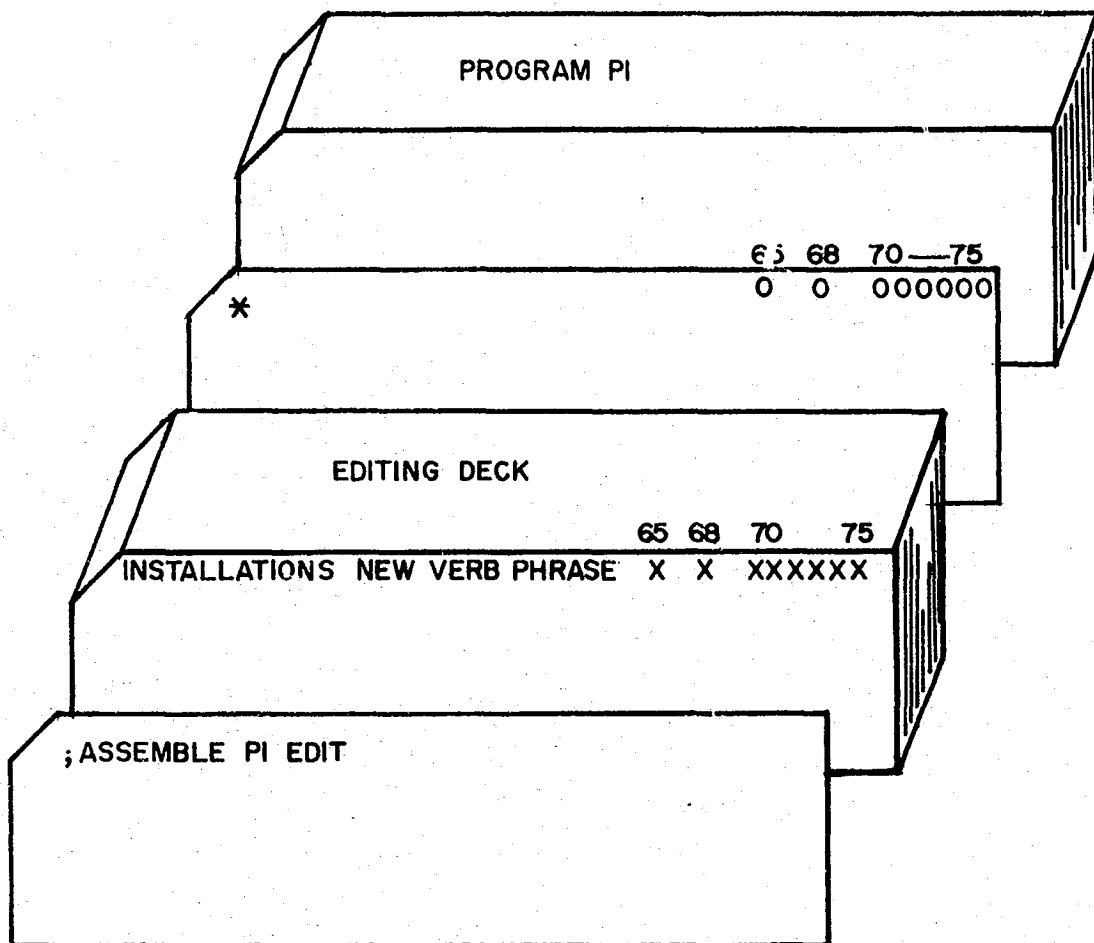 PROGRAM PI
65 68 70—75
* 0 0 000000
EDITING DECK
65 68 70 75
INSTALLATIONS NEW VERB PHRASE X X XXXXXX
;ASSEMBLE PI EDIT